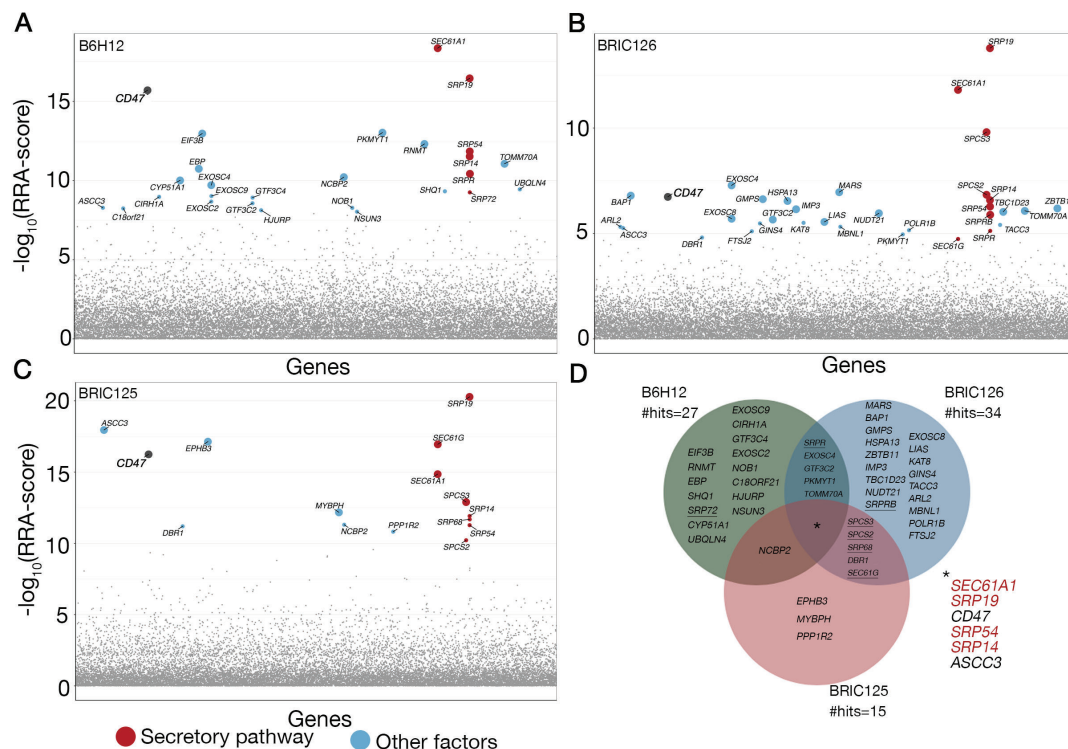 A
B6H12
-log10(RRA-score)
15
10
5
0
SEC61A1
SRP19
CD47
EIF3B
PKMYT1
RNMT
SRP54
SRP14
TOMM70A
EBP
CYP51A1
EXOSC4
EXOSC9
GTF3C4
NCBP2
SRPR
SHQ1
SRP72
UBQLN4
ASCC3
C18orf21
CIRH1A
EXOSC2
GTF3C2
HJURP
NOB1
NSUN3
Genes
B
BRIC126
10
5
0
SRP19
SEC61A1
SPCS3
EXOSC4
MARS
SPCS2
SRP14
BAP1
CD47
GMPS
HSPA13
IMP3
SRP54
TBC1D23
ZBTB11
EXOSC8
GTF3C2
LIAS
NUDT21
SRPRB
TOMM70A
ARL2
ASCC3
FTSJ2
GINS4
KAT8
MBNL1
POLR1B
TACC3
DBR1
PKMYT1
SEC61G
SRPR
Genes
C
BRIC125
-log10(RRA-score)
20
15
10
5
0
SRP19
ASCC3
EPHB3
SEC61G
CD47
SEC61A1
SPCS3
MYBPH
SRP14
SRP68
DBR1
NCBP2
PPP1R2
SRP54
SPCS2
Genes
Secretory pathway
Other factors
D
B6H12
#hits=27
BRIC126
#hits=34
EXOSC9
CIRH1A
GTF3C4
EIF3B
EXOSC2
RNMT
NOB1
EBP
C18ORF21
SHQ1
HJURP
SRP72
NSUN3
CYP51A1
UBQLN4
SRPR
EXOSC4
GTF3C2
PKMYT1
TOMM70A
MARS
BAP1
GMPS
HSPA13
ZBTB11
IMP3
TBC1D23
NUDT21
SRPRB
EXOSC8
LIAS
KAT8
GINS4
TACC3
ARL2
MBNL1
POLR1B
FTSJ2
*
NCBP2
SPCS3
SPCS2
SRP68
DBR1
SEC61G
EPHB3
MYBPH
PPP1R2
BRIC125
#hits=15
*
SEC61A1
SRP19
CD47
SRP54
SRP14
ASCC3